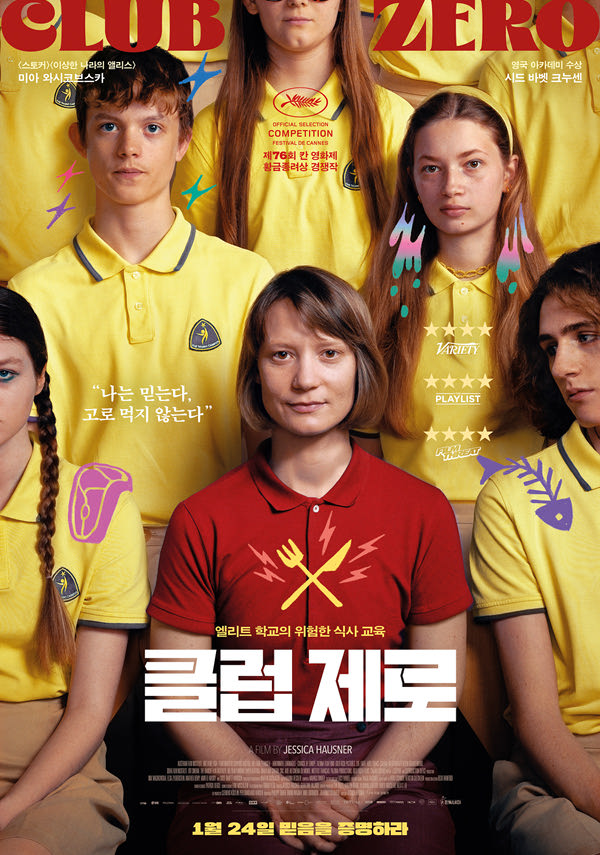 CLUB ZERO
〈스토커〉〈이상한 나라의 앨리스〉
미아 와시코브스카
영국 아카데미 수상
시드 바벳 크누센
OFFICIAL SELECTION
COMPETITION
FESTIVAL DE CANNES
제76회 칸 영화제
황금종려상 경쟁작
★★★★
VARIETY
★★★★
PLAYLIST
★★★★
FILM THREAT
“나는 믿는다,
고로 먹지 않는다”
엘리트 학교의 위험한 식사 교육
클럽 제로
A FILM BY JESSICA HAUSNER
1월 24일 믿음을 증명하라